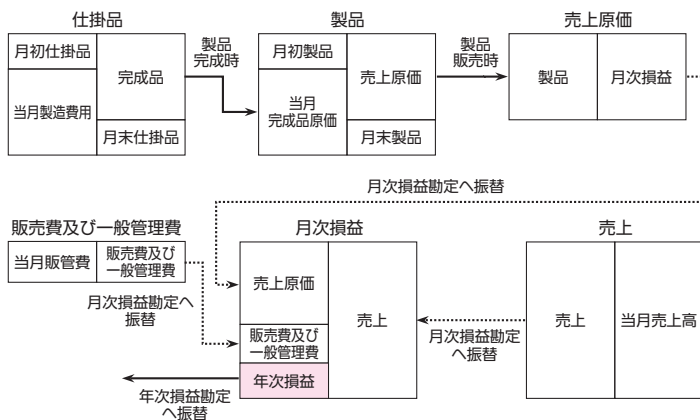 仕掛品
月初仕掛品
完成品
当月製造費用
月末仕掛品
製品
完成時
製品
月初製品
売上原価
当月
完成品原価
月末製品
製品
販売時
売上原価
製品
月次損益
月次損益勘定へ振替
販売費及び一般管理費
当月販管費
販売費及び
一般管理費
月次損益勘定へ
振替
月次損益
売上原価
売上
販売費及び
一般管理費
年次損益
年次損益勘定
へ振替
月次損益勘定
へ振替
売上
売上
当月売上高